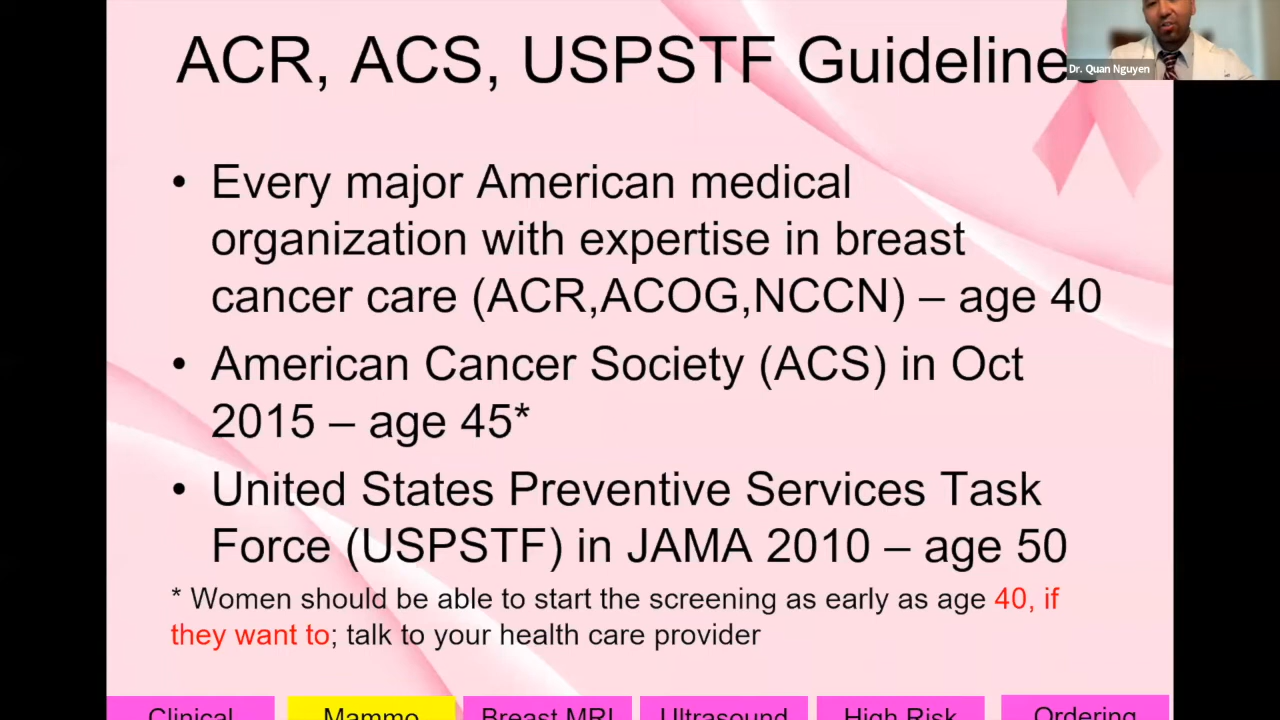 ACR, ACS, USPSTF Guideline
Dr. Quan Nguyen
• Every major American medical
organization with expertise in breast
cancer care (ACR,ACOG,NCCN) – age 40
• American Cancer Society (ACS) in Oct
2015 – age 45*
• United States Preventive Services Task
Force (USPSTF) in JAMA 2010 – age 50
* Women should be able to start the screening as early as age 40, if
they want to; talk to your health care provider
Clinical Mammo Breast MRI Ultrasound High Risk Ordering